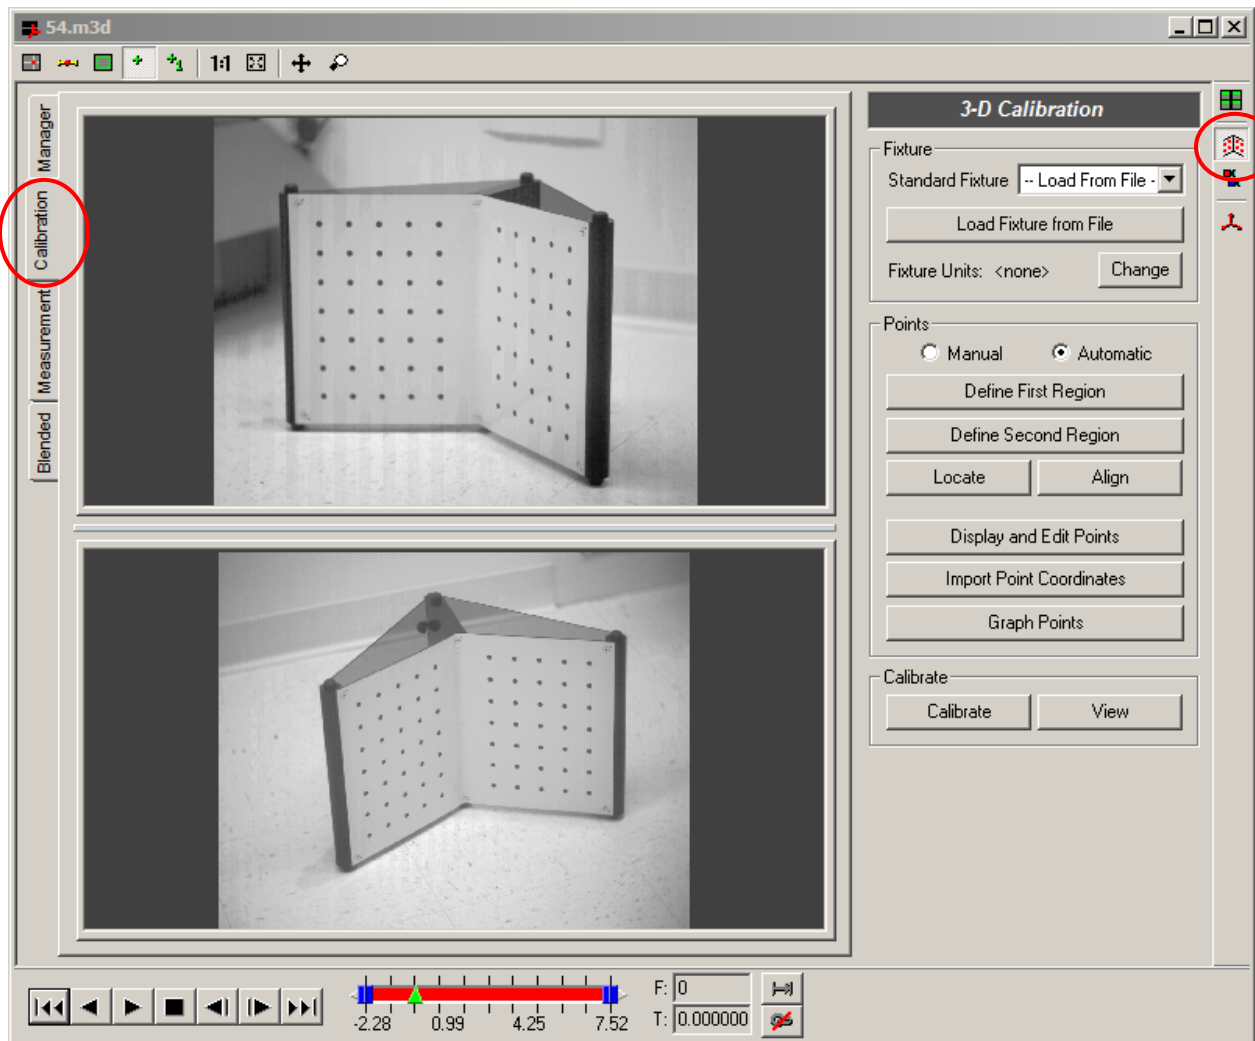 54.m3d
1:1
Manager
Calibration
Measurement
Blended
3-D Calibration
Fixture
Standard Fixture -- Load From File -
Load Fixture from File
Fixture Units: <none> Change
Points
Manual Automatic
Define First Region
Define Second Region
Locate Align
Display and Edit Points
Import Point Coordinates
Graph Points
Calibrate
Calibrate View
F: 0
-2.28 0.99 4.25 7.52 T: 0.000000